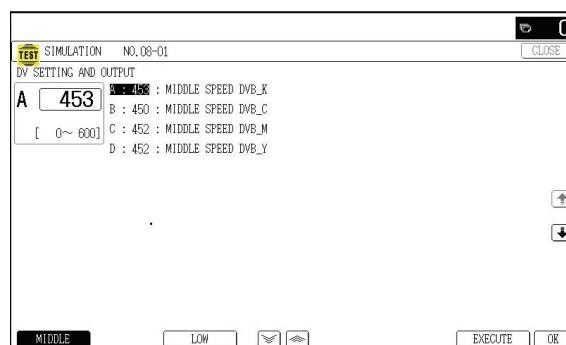 0
TEST SIMULATION NO.08-01 CLOSE
DV SETTING AND OUTPUT
A 453
[ 0~ 600]
A : 453 : MIDDLE SPEED DVB_K
B : 450 : MIDDLE SPEED DVB_C
C : 452 : MIDDLE SPEED DVB_M
D : 452 : MIDDLE SPEED DVB_Y
MIDDLE LOW EXECUTE OK